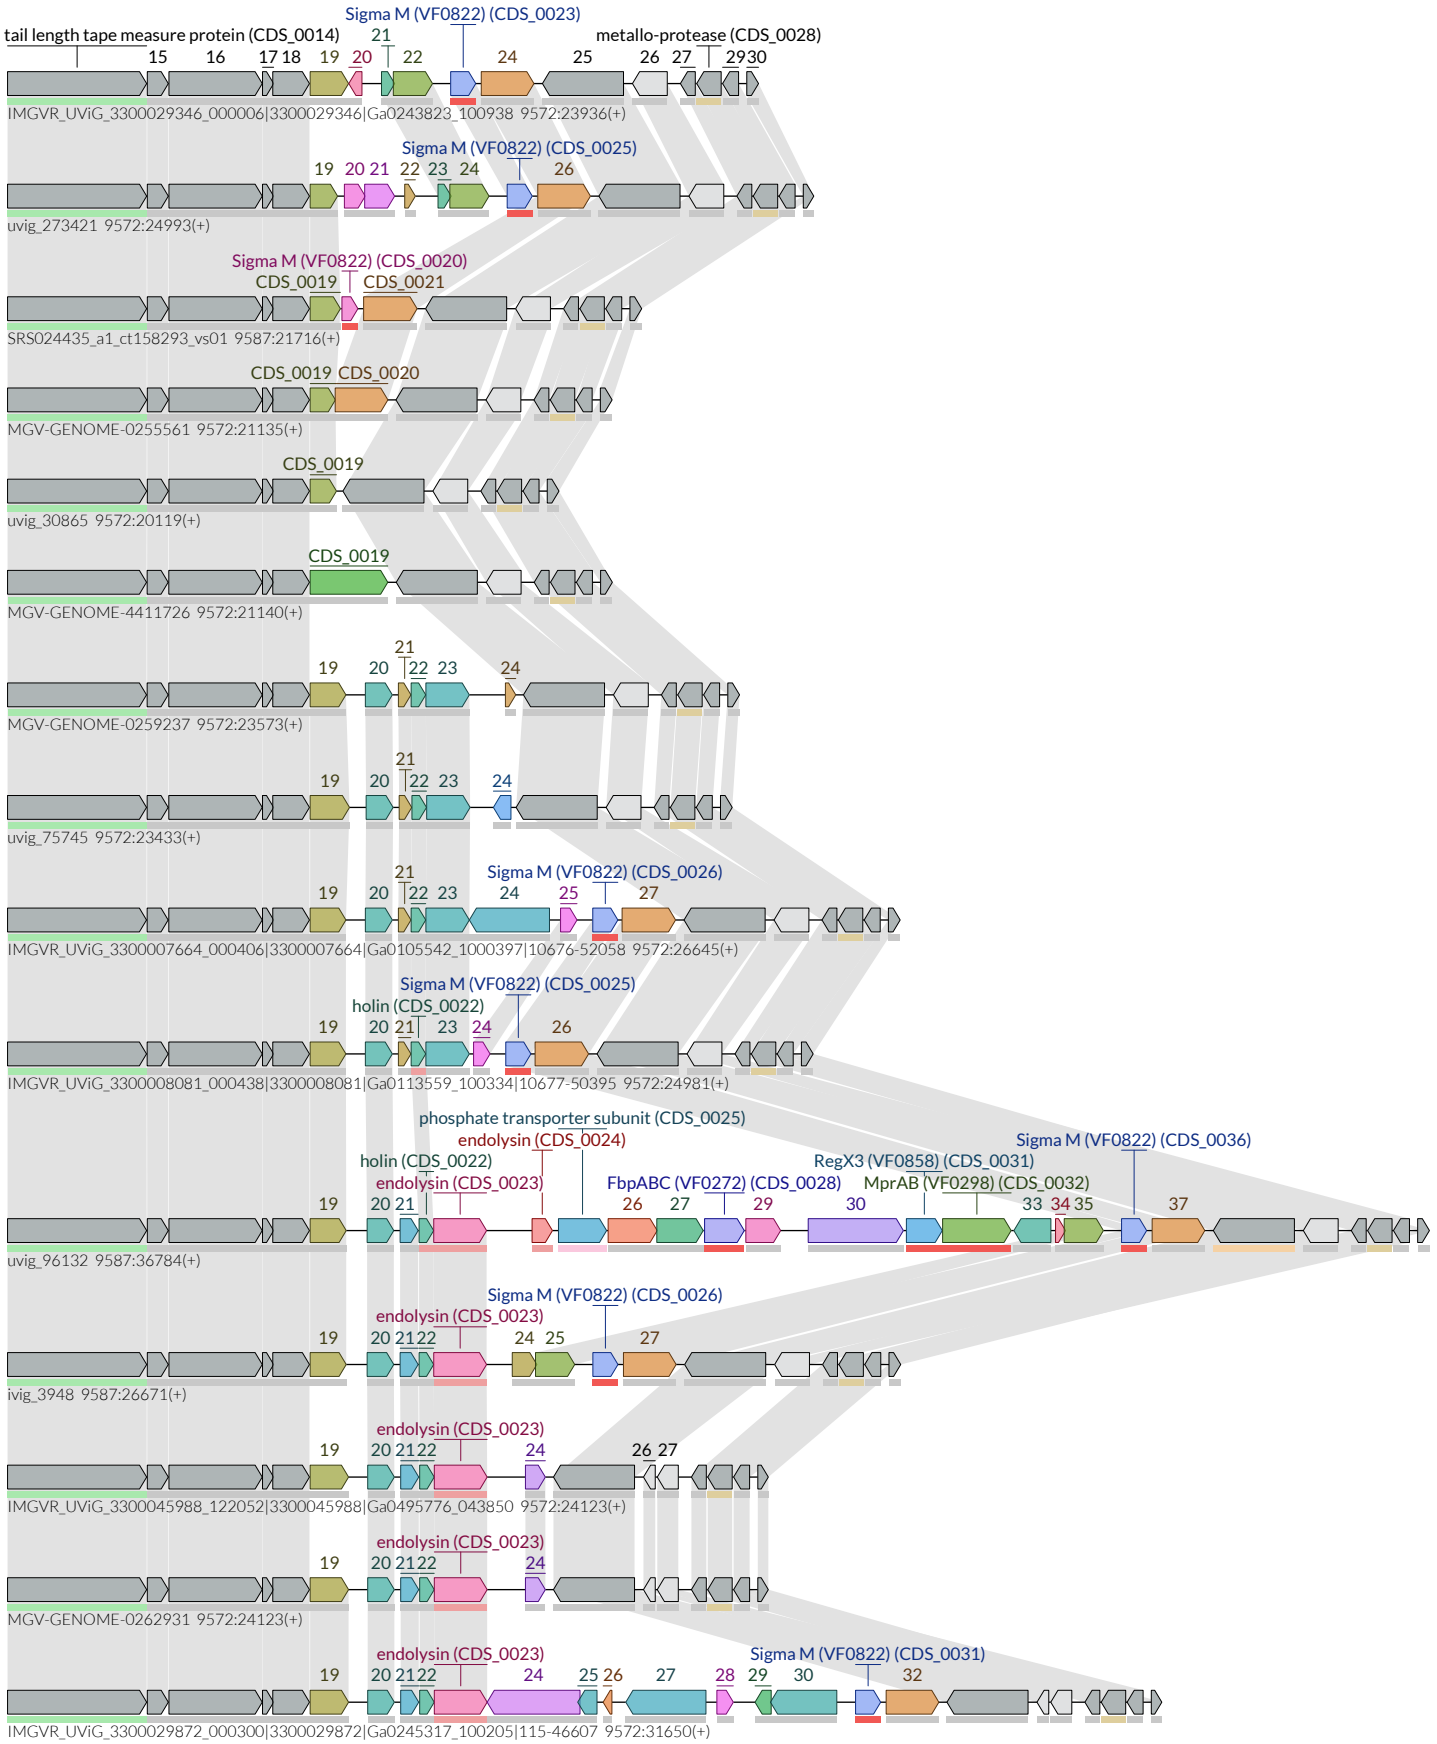 Sigma M (VF0822) (CDS_0023)
tail length tape measure protein (CDS_0014) 21 metallo-protease (CDS_0028)
15 16 17 18 19 20 22 24 25 26 27 29 30
IMGVR_UViG_3300029346_000006|3300029346|Ga0243823_100938 9572:23936(+)
Sigma M (VF0822) (CDS_0025)
19 20 21 22 23 24 26
uvig_273421 9572:24993(+)
Sigma M (VF0822) (CDS_0020)
CDS_0019 CDS_0021
SRS024435_a1_ct158293_vs01 9587:21716(+)
CDS_0019 CDS_0020
MGV-GENOME-0255561 9572:21135(+)
CDS_0019
uvig_30865 9572:20119(+)
CDS_0019
MGV-GENOME-4411726 9572:21140(+)
21
19 20 22 23 24
MGV-GENOME-0259237 9572:23573(+)
21
19 20 22 23 24
uvig_75745 9572:23433(+)
21 Sigma M (VF0822) (CDS_0026)
19 20 22 23 24 25 27
IMGVR_UViG_3300007664_000406|3300007664|Ga0105542_1000397|10676-52058 9572:26645(+)
Sigma M (VF0822) (CDS_0025)
holin (CDS_0022)
19 20 21 23 24 26
IMGVR_UViG_3300008081_000438|3300008081|Ga0113559_100334|10677-50395 9572:24981(+)
phosphate transporter subunit (CDS_0025)
endolysin (CDS_0024) Sigma M (VF0822) (CDS_0036)
holin (CDS_0022) RegX3 (VF0858) (CDS_0031)
endolysin (CDS_0023) FbpABC (VF0272) (CDS_0028) MprAB (VF0298) (CDS_0032)
19 20 21 26 27 29 30 33 34 35 37
uvig_96132 9587:36784(+)
Sigma M (VF0822) (CDS_0026)
endolysin (CDS_0023)
19 20 21 22 24 25 27
ivig_3948 9587:26671(+)
endolysin (CDS_0023)
19 20 21 22 24 26 27
IMGVR_UViG_3300045988_122052|3300045988|Ga0495776_043850 9572:24123(+)
endolysin (CDS_0023)
19 20 21 22 24
MGV-GENOME-0262931 9572:24123(+)
endolysin (CDS_0023) Sigma M (VF0822) (CDS_0031)
19 20 21 22 24 25 26 27 28 29 30 32
IMGVR_UViG_3300029872_000300|3300029872|Ga0245317_100205|115-46607 9572:31650(+)